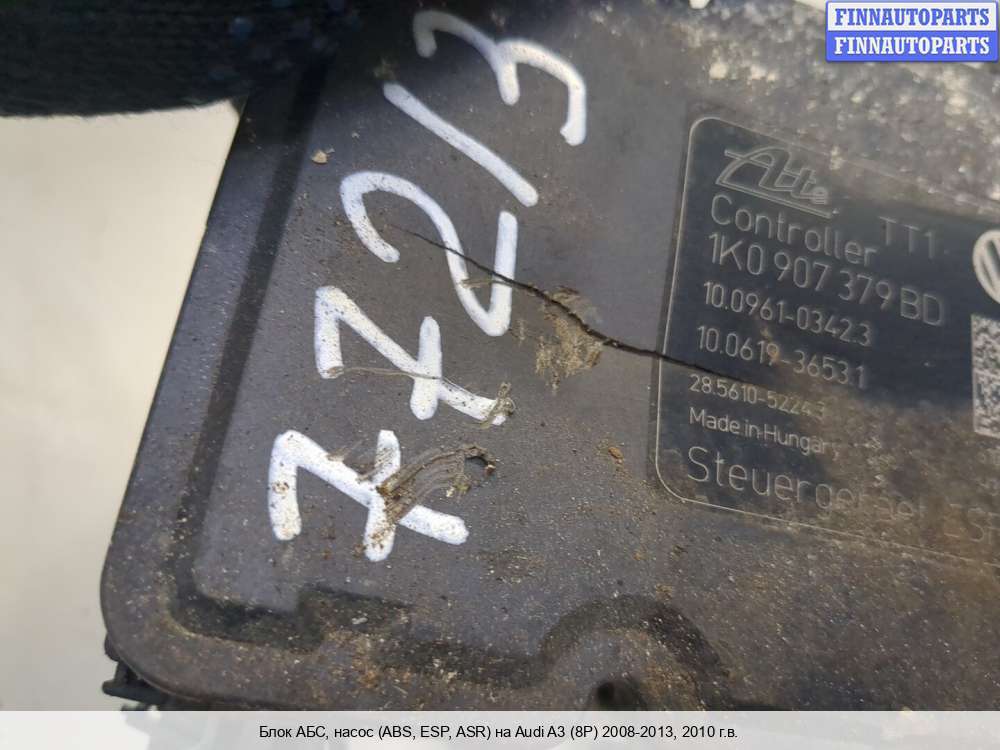 FINNAUTOPARTS
FINNAUTOPARTS
77213
Ate
Controller TT1
1K0 907 379 BD
10.0961-0342.3
10.0619-3653.1
28.5610-5224.3
Made in Hungary
Блок АБС, насос (ABS, ESP, ASR) на Audi A3 (8P) 2008-2013, 2010 г.в.